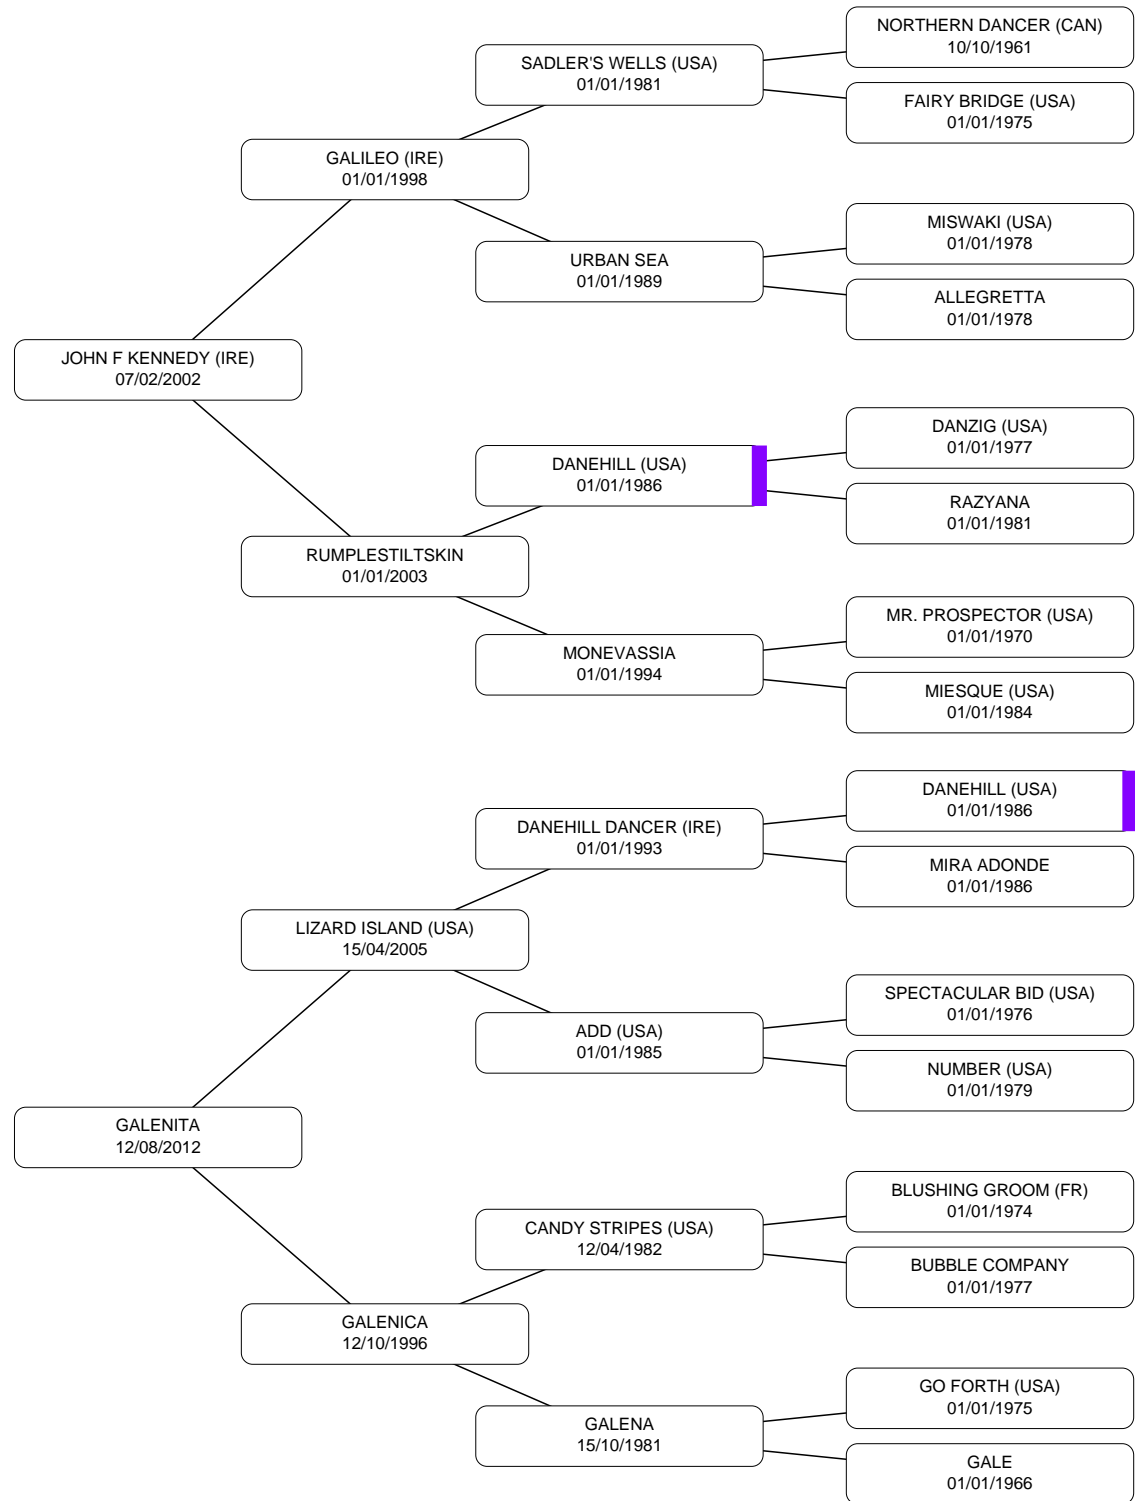 NORTHERN DANCER (CAN)
10/10/1961
SADLER'S WELLS (USA)
01/01/1981
FAIRY BRIDGE (USA)
01/01/1975
GALILEO (IRE)
01/01/1998
MISWAKI (USA)
01/01/1978
URBAN SEA
01/01/1989
ALLEGRETTA
01/01/1978
JOHN F KENNEDY (IRE)
07/02/2002
DANZIG (USA)
01/01/1977
DANEHILL (USA)
01/01/1986
RAZYANA
01/01/1981
RUMPLESTILTSKIN
01/01/2003
MR. PROSPECTOR (USA)
01/01/1970
MONEVASSIA
01/01/1994
MIESQUE (USA)
01/01/1984
DANEHILL (USA)
01/01/1986
DANEHILL DANCER (IRE)
01/01/1993
MIRA ADONDE
01/01/1986
LIZARD ISLAND (USA)
15/04/2005
SPECTACULAR BID (USA)
01/01/1976
ADD (USA)
01/01/1985
NUMBER (USA)
01/01/1979
GALENITA
12/08/2012
BLUSHING GROOM (FR)
01/01/1974
CANDY STRIPES (USA)
12/04/1982
BUBBLE COMPANY
01/01/1977
GALENICA
12/10/1996
GO FORTH (USA)
01/01/1975
GALENA
15/10/1981
GALE
01/01/1966